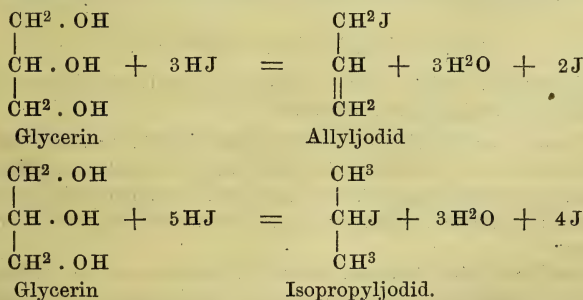 CH². OH CH²J
| |
CH. OH + 3HJ = CH + 3H²O + 2J
| ||
CH². OH CH²
Glycerin Allyljodid
CH². OH CH³
| |
CH. OH + 5HJ = CHJ + 3H²O + 4J
| |
CH². OH CH³
Glycerin Isopropyljodid.